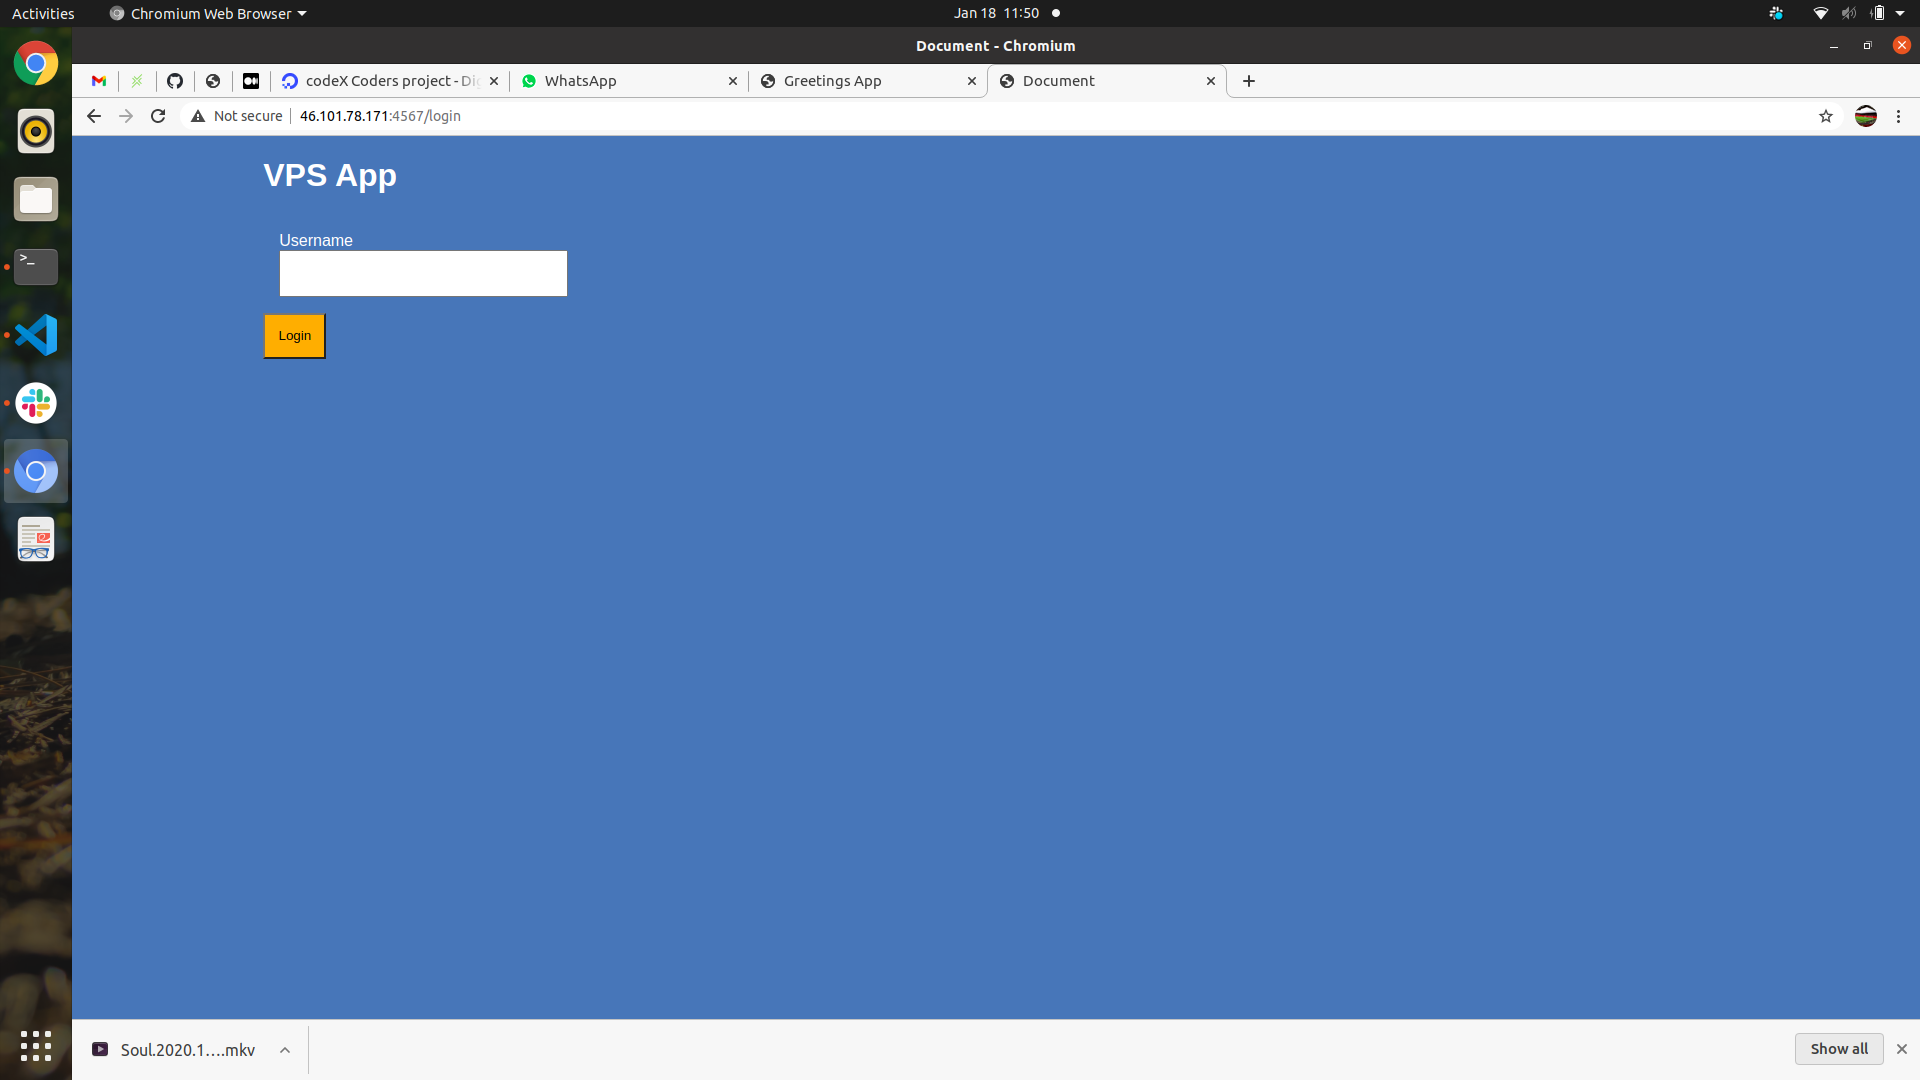 Activities
Chromium Web Browser
Jan 18 11:50
Document - Chromium
codeX Coders project - Di
WhatsApp
Greetings App
Document
Not secure
46.101.78.171:4567/login
VPS App
Username
Login
Soul.2020.1….mkv
Show all